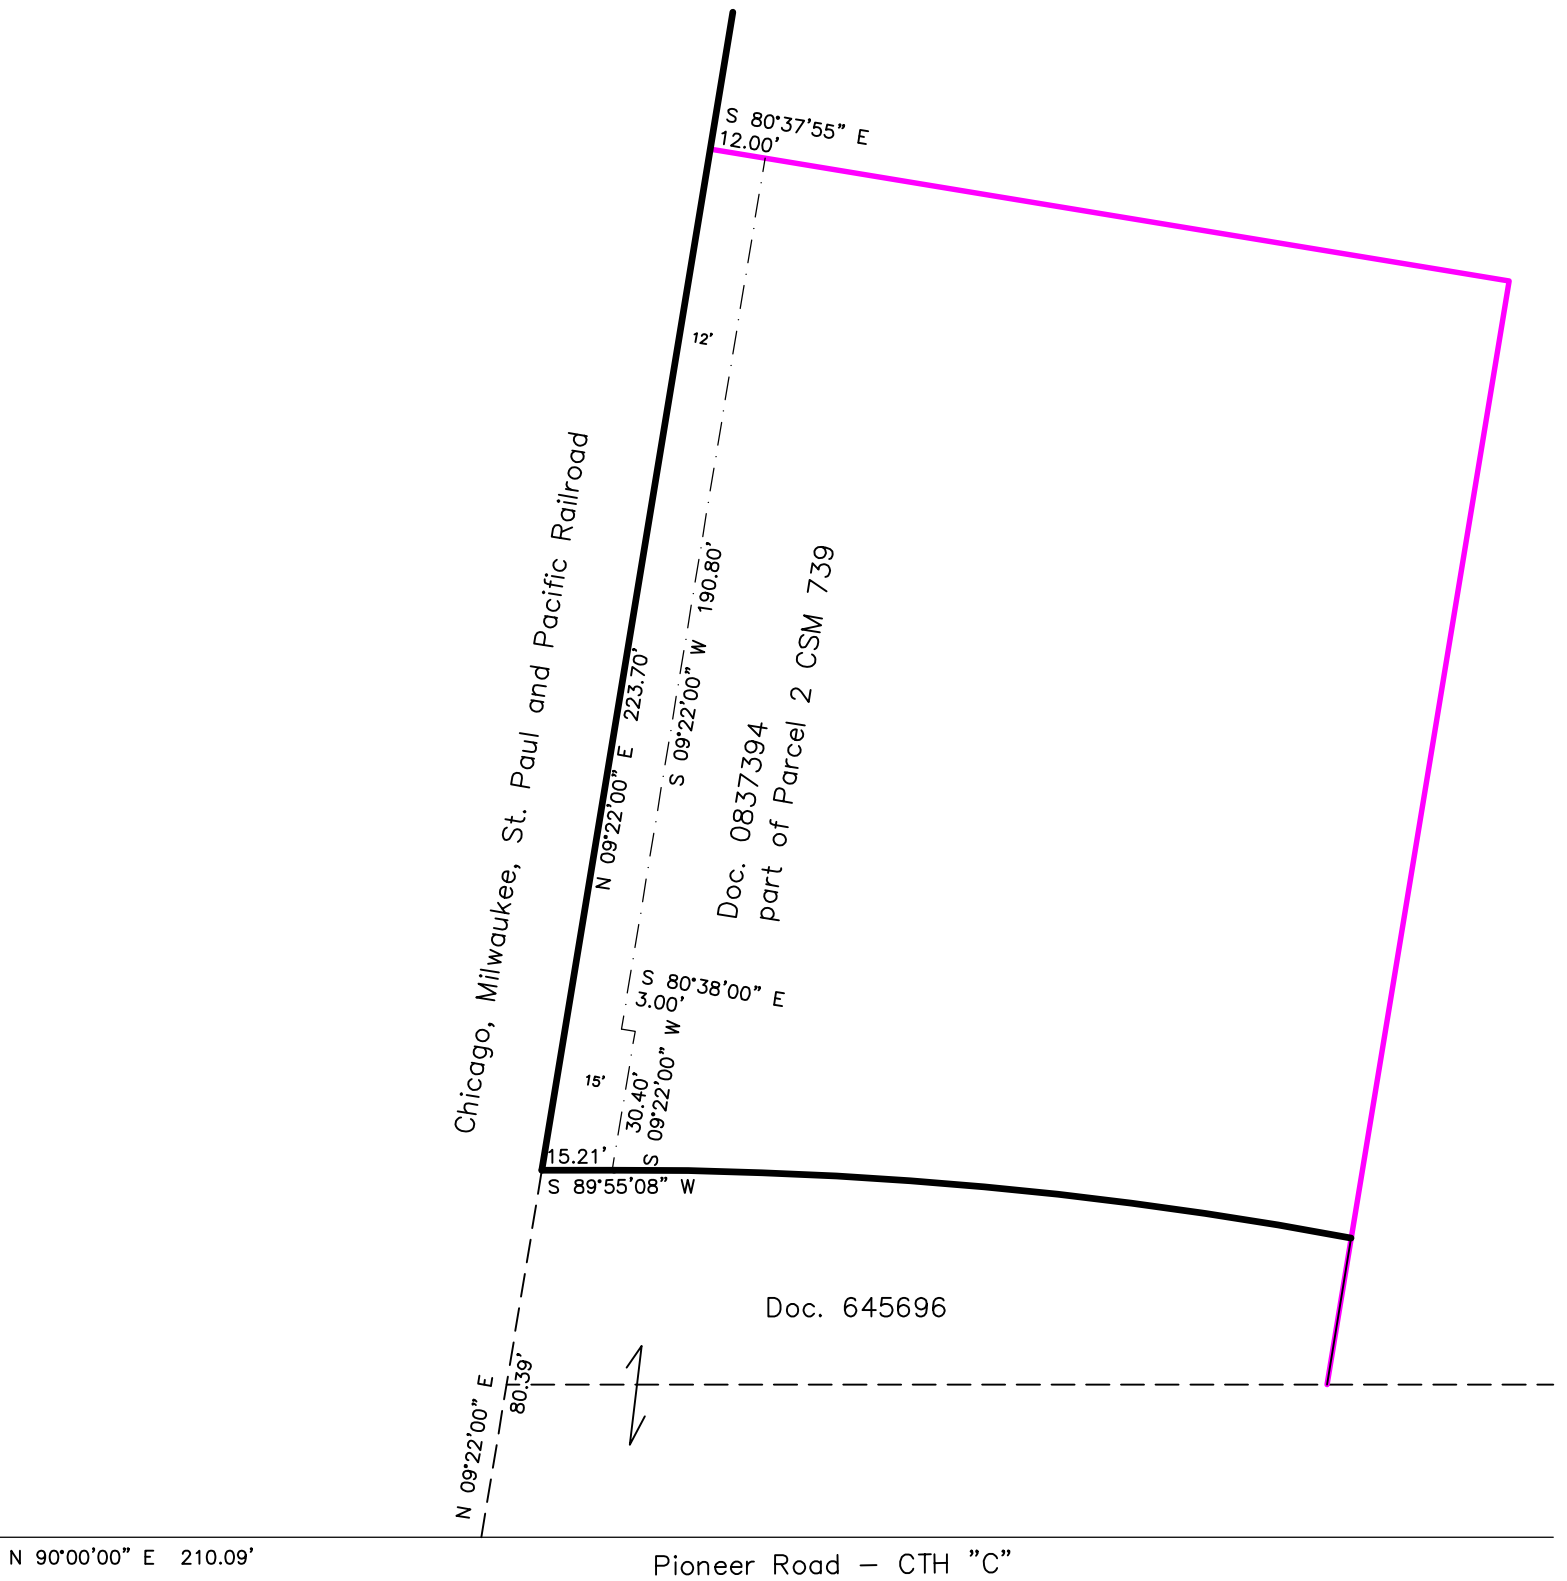 S 80°37'55" E
12.00'
12'
Chicago, Milwaukee, St. Paul and Pacific Railroad
N 09°22'00" E 223.70'
S 09°22'00" W 190.80'
Doc. 0837394
part of Parcel 2 CSM 739
S 80°38'00" E
3.00'
15'
30.40'
S 09°22'00" W
15.21'
S 89°55'08" W
Doc. 645696
N 09°22'00" E
80.39'
N 90°00'00" E 210.09'
Pioneer Road – CTH "C"